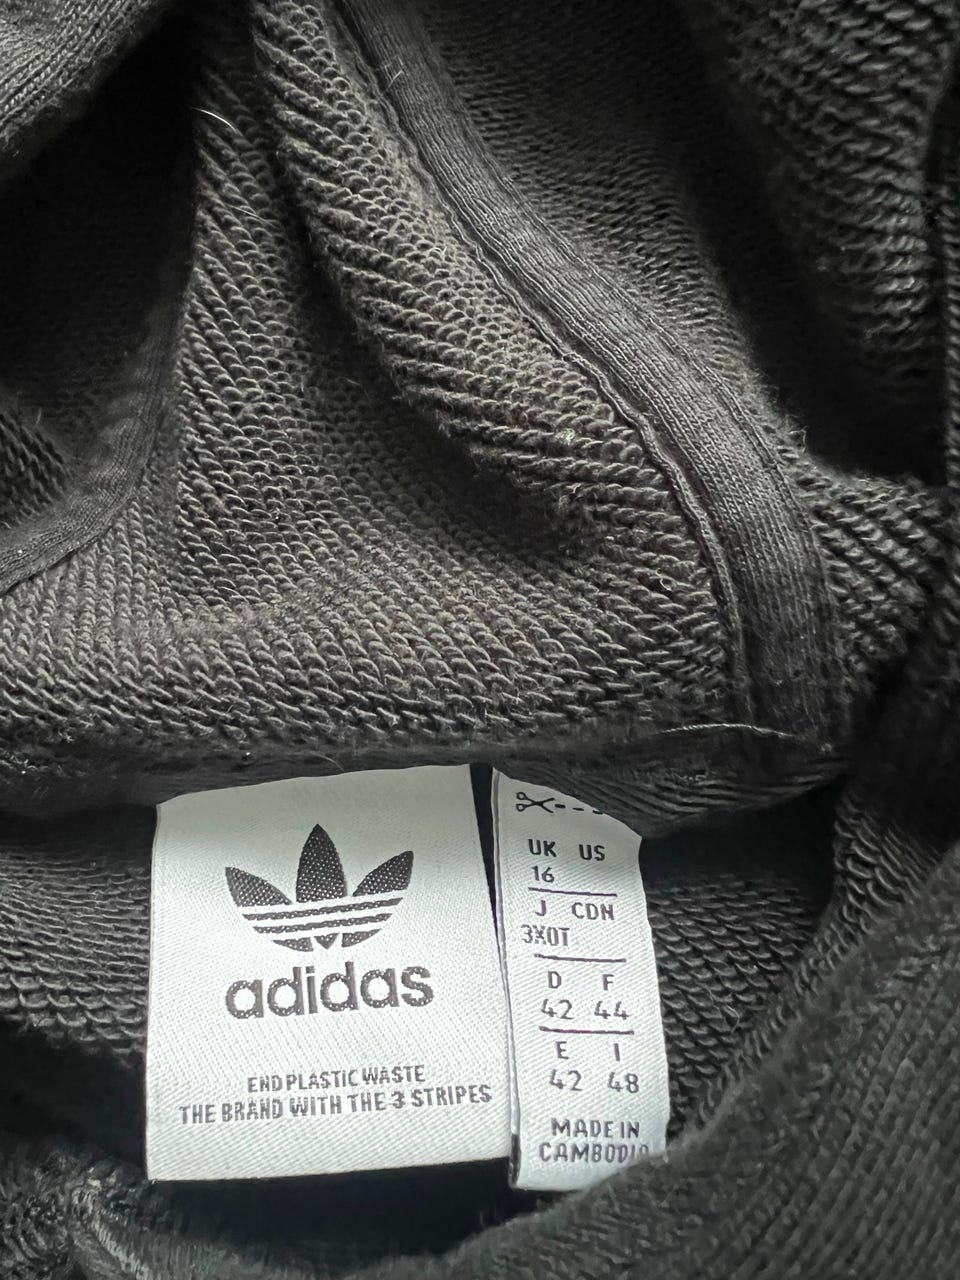 adidas
END PLASTIC WASTE
THE BRAND WITH THE 3 STRIPES
UK US
16
J CDN
3XOT
D F
42 44
E I
42 48
MADE IN
CAMBODIA